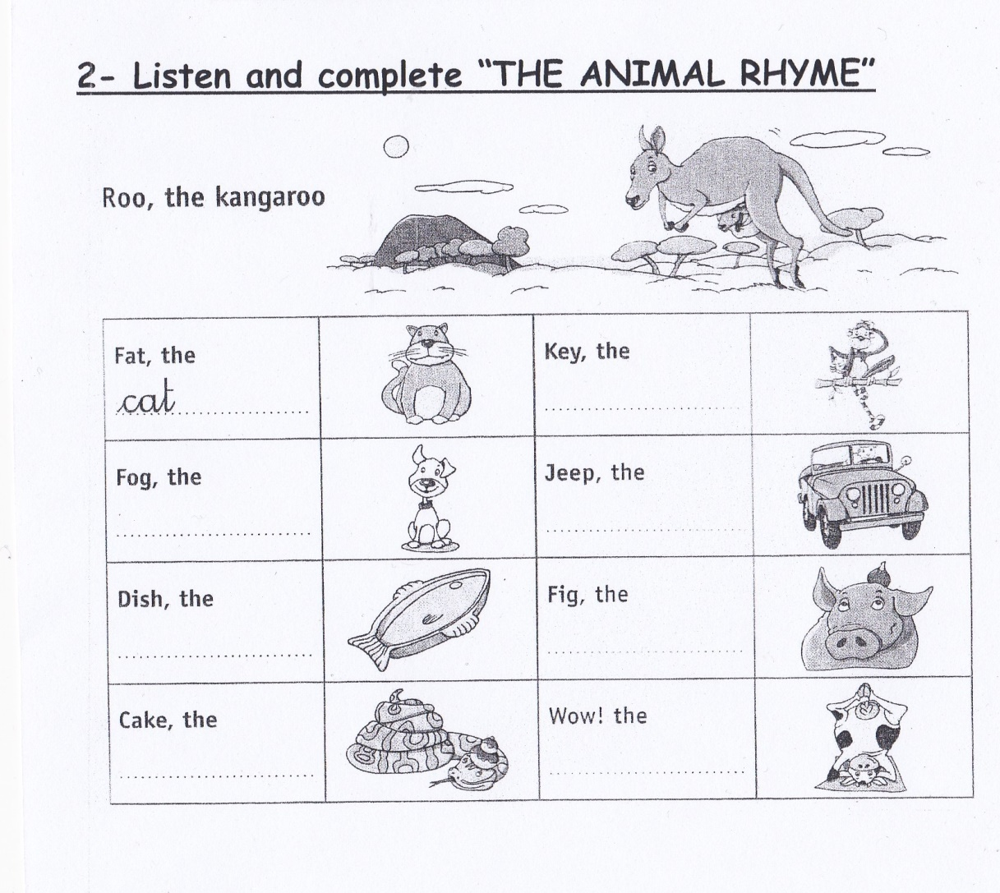 2- Listen and complete “THE ANIMAL RHYME”
Roo, the kangaroo
Fat, the
cat
Key, the
Fog, the
Jeep, the
Dish, the
Fig, the
Cake, the
Wow! the